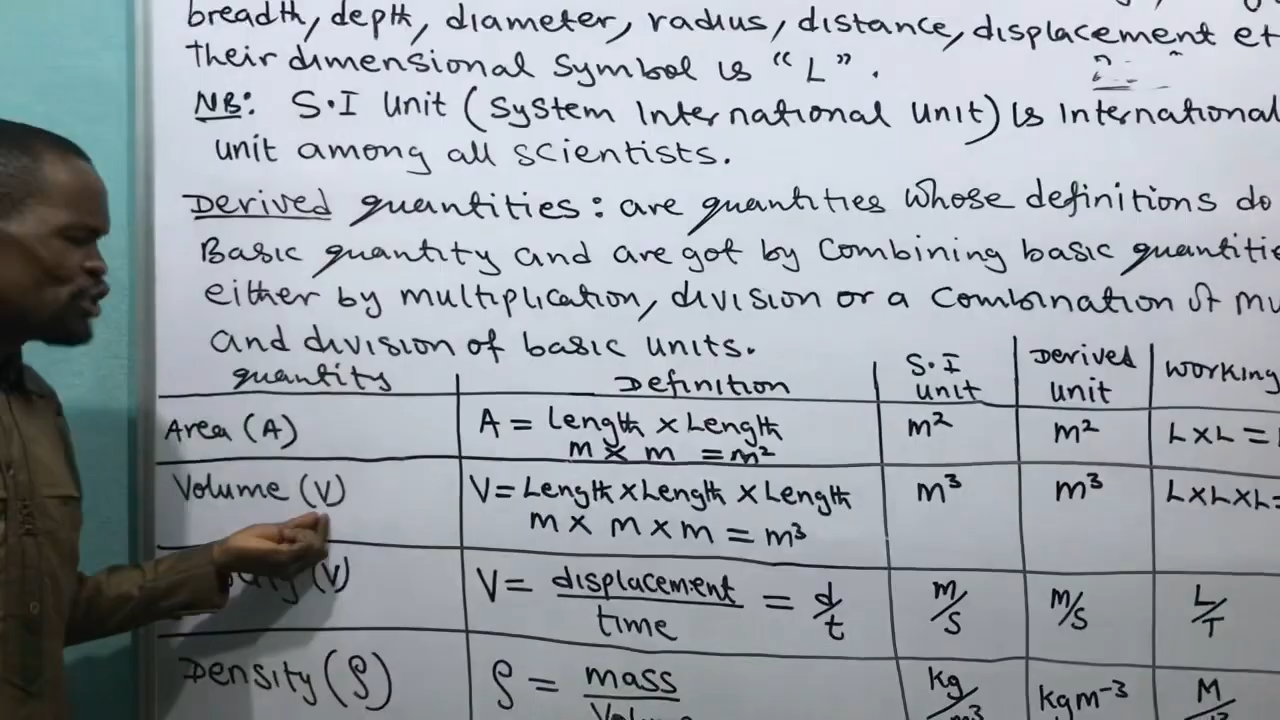 breadth, depth, diameter, radius, distance, displacement et
Their dimensional symbol is "L".
NB: S.I Unit (System International Unit) is International
unit among all scientists.
Derived quantities: are quantities whose definitions do
Basic quantity and are got by combining basic quantitie
either by multiplication, division or a combination of mu
and division of basic units.
quantity Definition S.I unit Derived unit working
Area (A) A = Length x Length m² m² LxL =
m x m = m²
Volume (V) V = Length x Length x Length m³ m³ LxLxL=
m x m x m = m³
(V) V = displacement/time = d/t m/s m/s L/T
Density (ρ) ρ = mass/ kg/m³ kgm⁻³ M